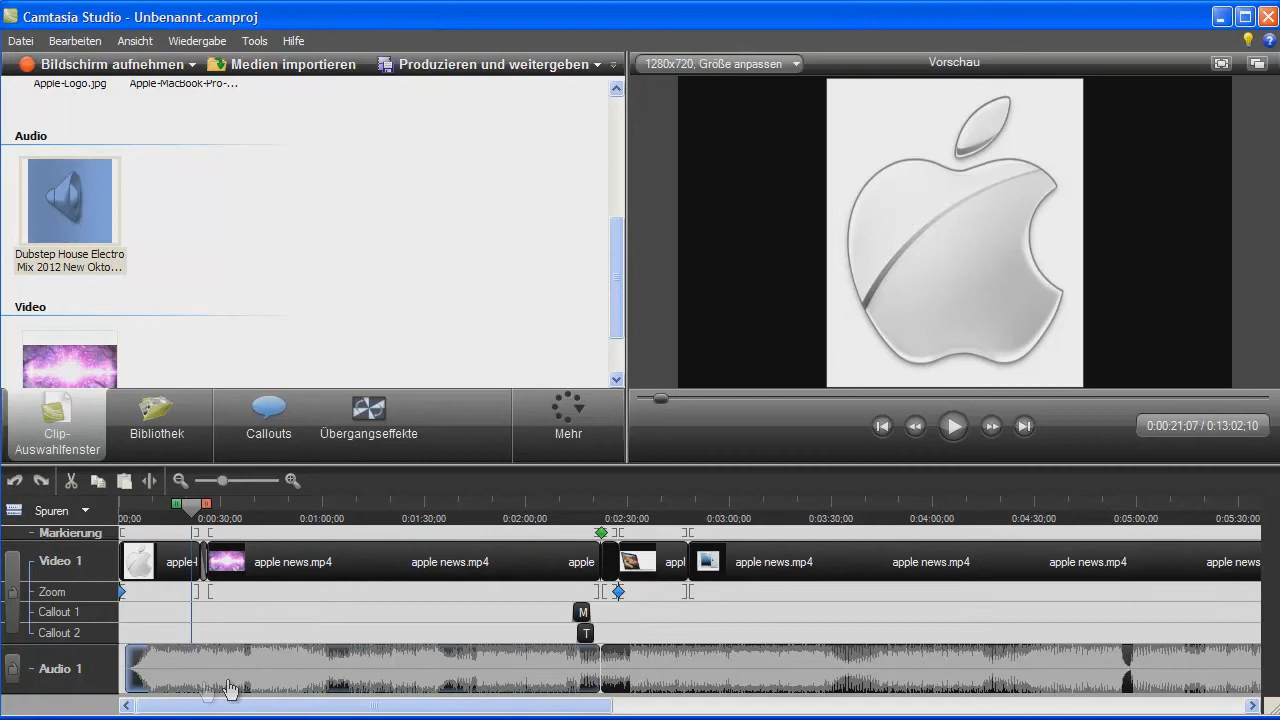 Camtasia Studio - Unbenannt.camproj
Datei Bearbeiten Ansicht Wiedergabe Tools Hilfe
Bildschirm aufnehmen Medien importieren Produzieren und weitergeben
1280x720, Größe anpassen Vorschau
Apple-Logo.jpg Apple-MacBook-Pro-...
Audio
Dubstep House Electro
Mix 2012 New Okto...
Video
Clip-
Auswahlfenster
Bibliothek
Callouts
Übergangseffekte
Mehr
0:00:21;07 / 0:13:02;10
Spuren
00;00 0:00:30;00 0:01:00;00 0:01:30;00 0:02:00;00 0:02:30;00 0:03:00;00 0:03:30;00 0:04:00;00 0:04:30;00 0:05:00;00 0:05:30;00
Markierung
Video 1 apple-l apple news.mp4 apple news.mp4 apple appl apple news.mp4 apple news.mp4 apple news.mp4 apple news
Zoom
Callout 1 M
Callout 2 T
Audio 1